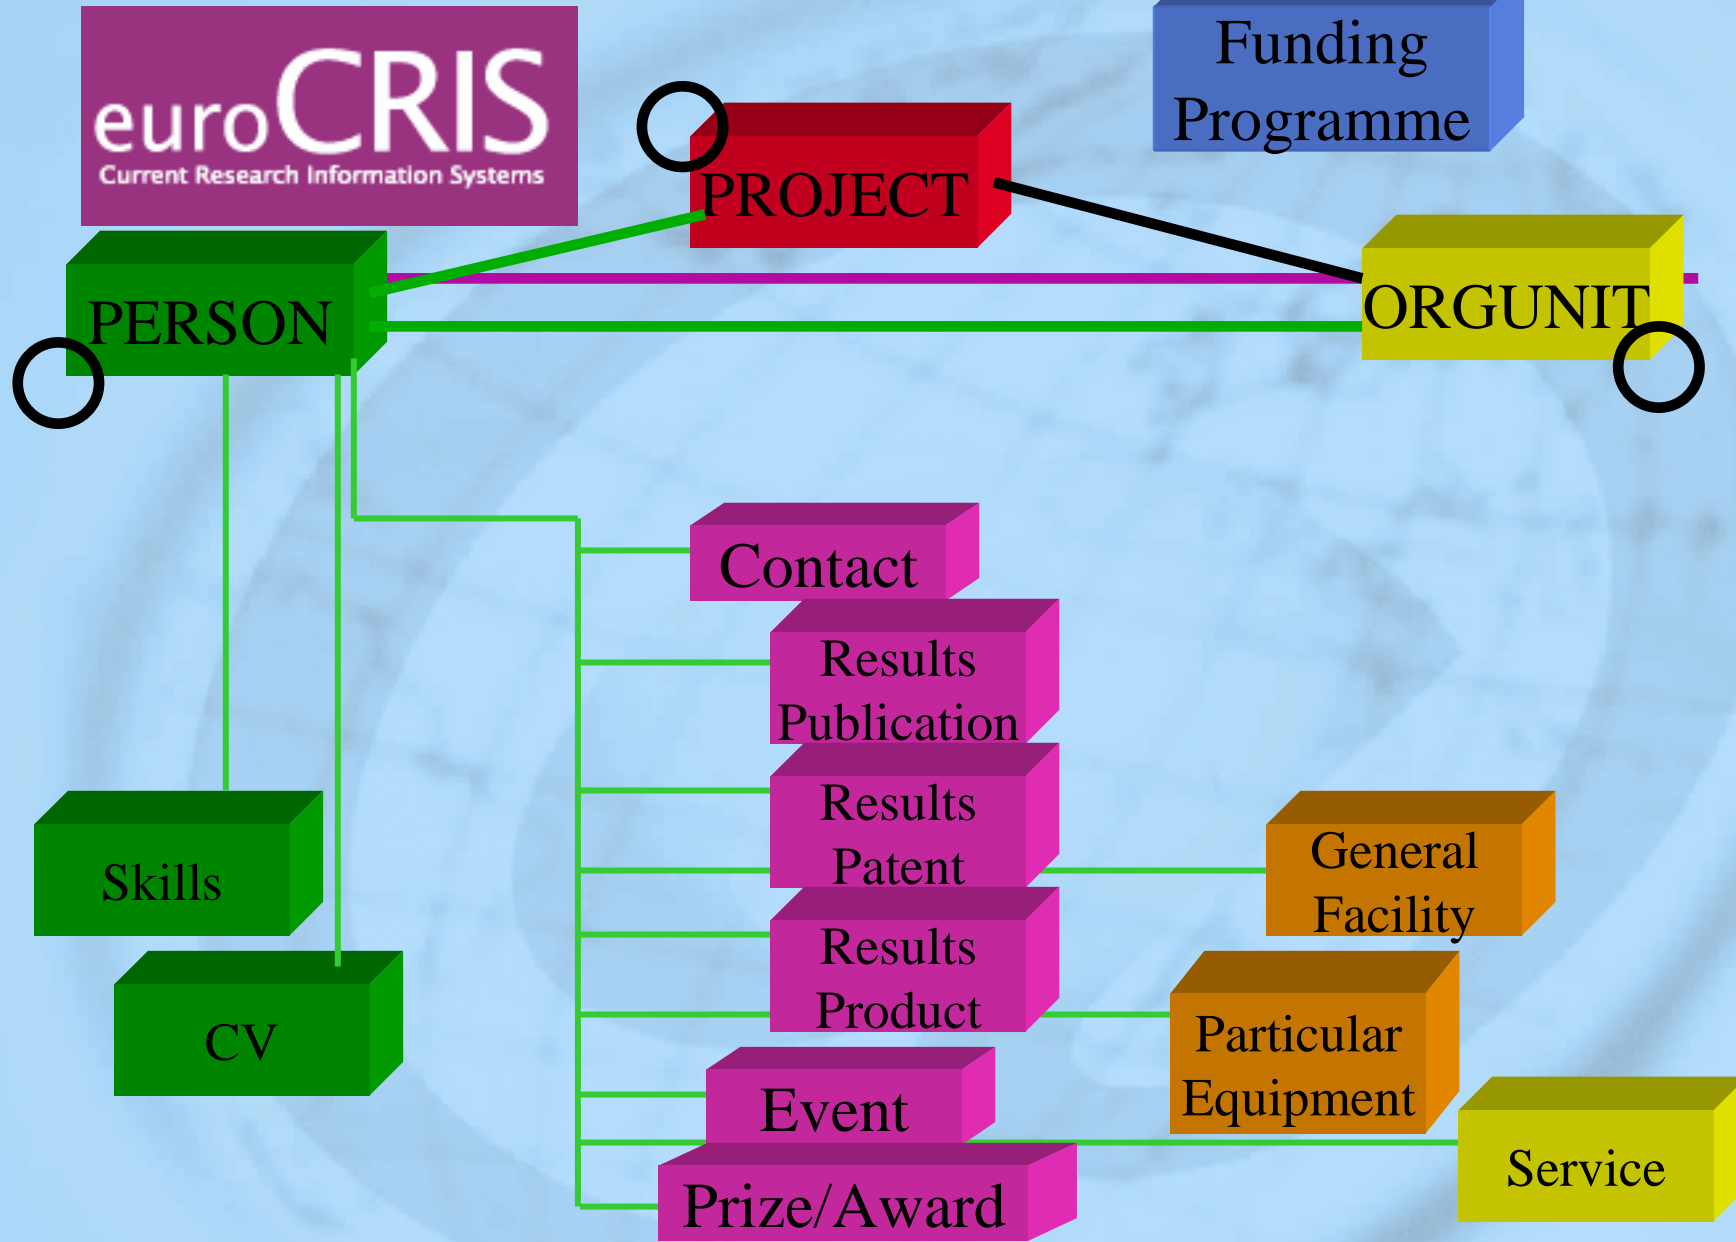 euroCRIS
Current Research Information Systems
Funding
Programme
PROJECT
PERSON
ORGUNIT
Contact
Results
Publication
Results
Patent
General
Facility
Skills
Results
Product
CV
Particular
Equipment
Event
Service
Prize/Award